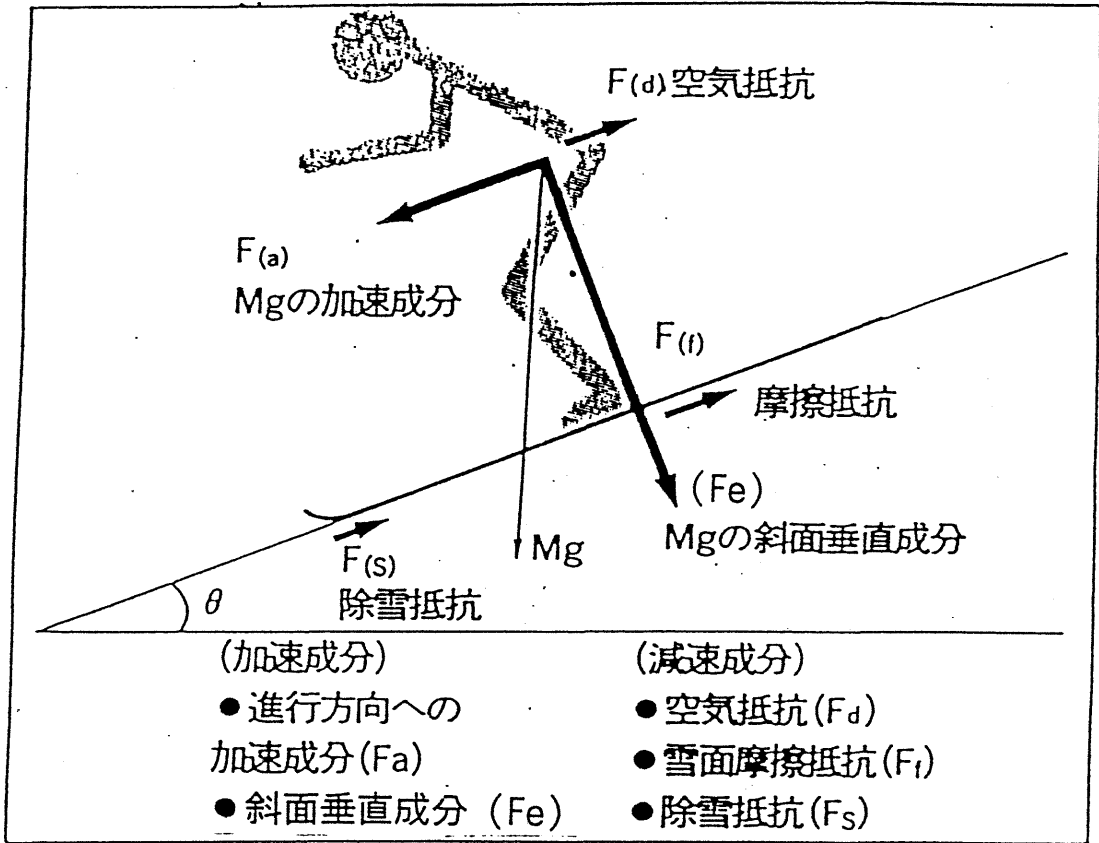 F(d)空気抵抗
F(a)
Mgの加速成分
F(f)
摩擦抵抗
(Fe)
Mgの斜面垂直成分
Mg
F(S)
除雪抵抗
θ
(加速成分)
●進行方向への
加速成分(Fa)
●斜面垂直成分 (Fe)
(減速成分)
●空気抵抗(Fd)
●雪面摩擦抵抗(Ff)
●除雪抵抗(FS)